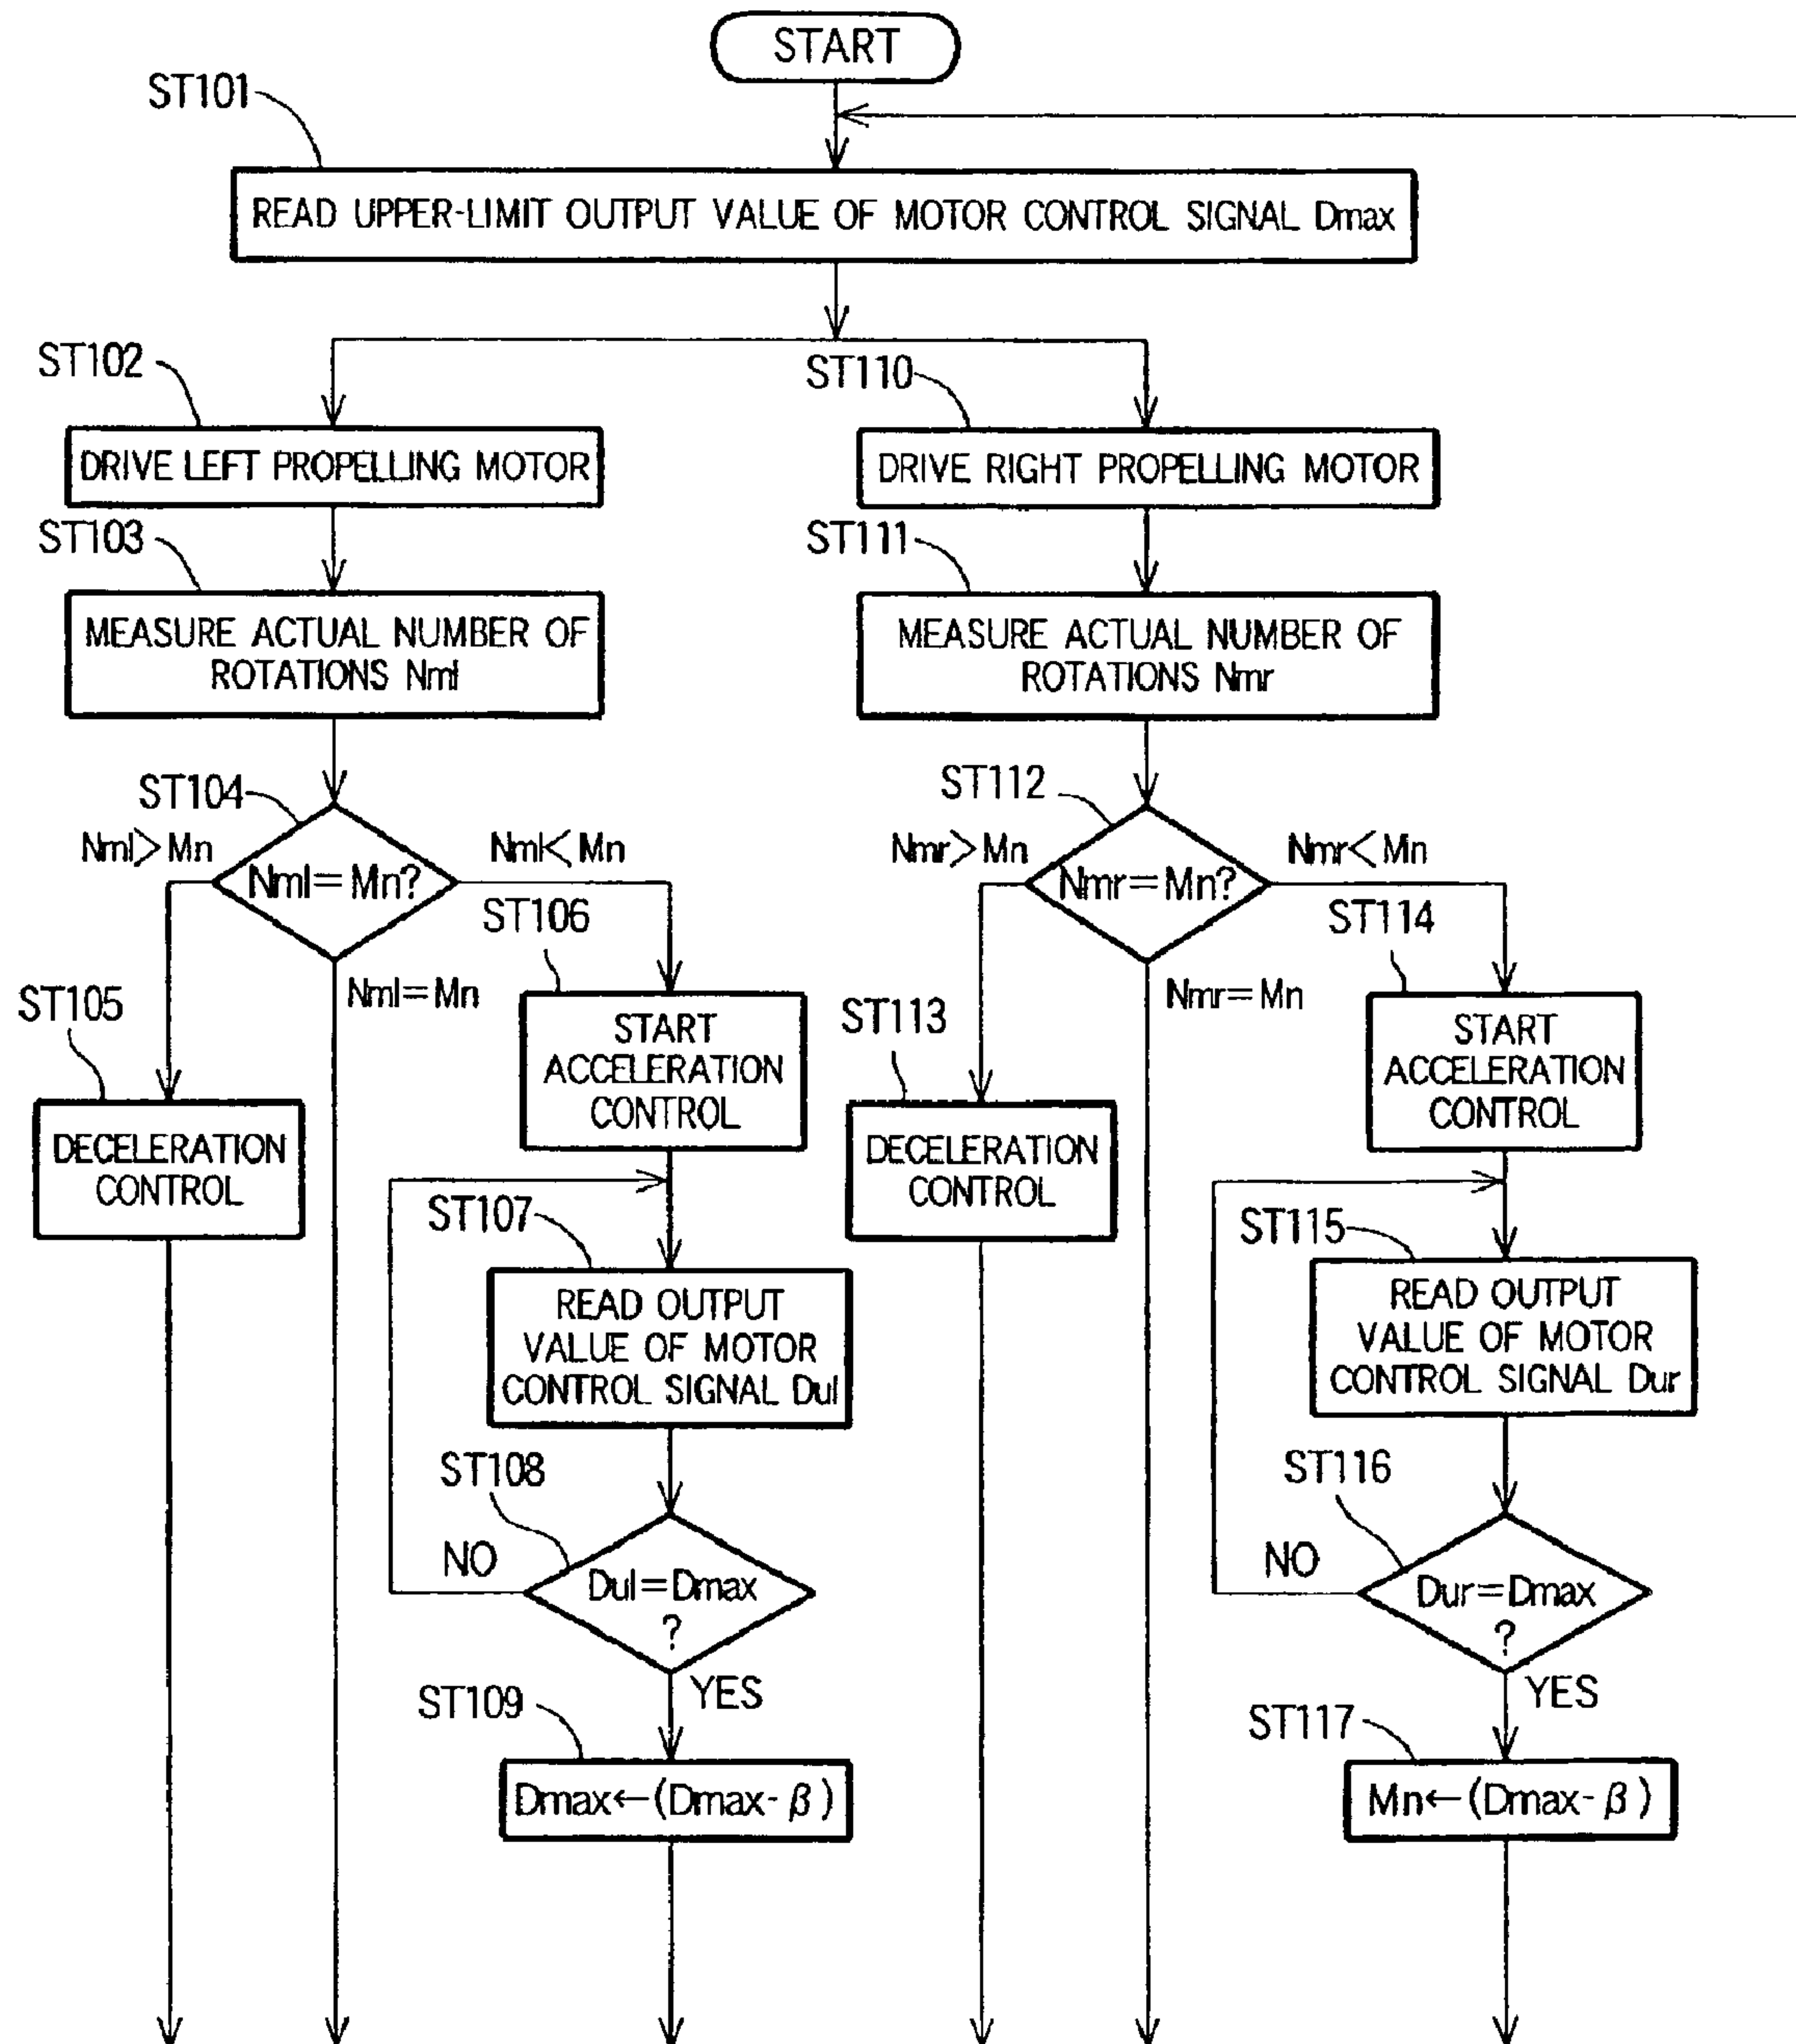 START
ST101
READ UPPER-LIMIT OUTPUT VALUE OF MOTOR CONTROL SIGNAL Dmax
ST102
DRIVE LEFT PROPELLING MOTOR
ST103
MEASURE ACTUAL NUMBER OF
ROTATIONS Nml
ST104
Nml>Mn
Nml=Mn?
Nml<Mn
Nml=Mn
ST105
DECELERATION
CONTROL
ST106
START
ACCELERATION
CONTROL
ST107
READ OUTPUT
VALUE OF MOTOR
CONTROL SIGNAL Dul
ST108
NO
Dul=Dmax
?
YES
ST109
Dmax←(Dmax-β)
ST110
DRIVE RIGHT PROPELLING MOTOR
ST111
MEASURE ACTUAL NUMBER OF
ROTATIONS Nmr
ST112
Nmr>Mn
Nmr=Mn?
Nmr<Mn
Nmr=Mn
ST113
DECELERATION
CONTROL
ST114
START
ACCELERATION
CONTROL
ST115
READ OUTPUT
VALUE OF MOTOR
CONTROL SIGNAL Dur
ST116
NO
Dur=Dmax
?
YES
ST117
Mn←(Dmax-β)